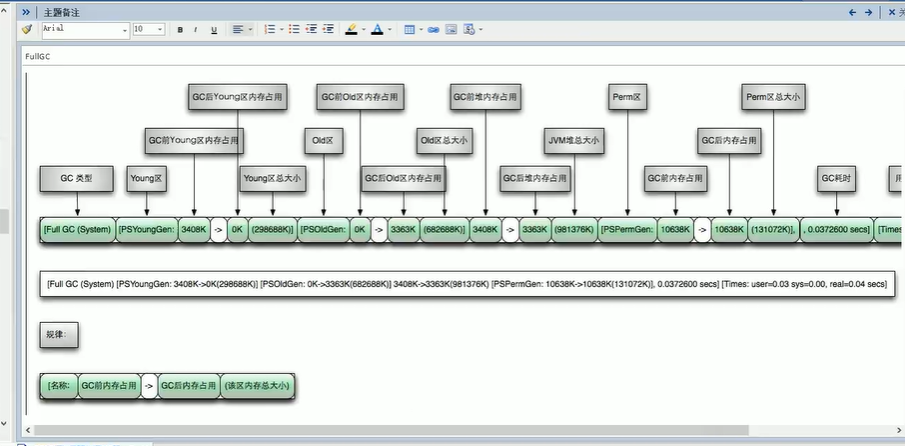 主题备注
Arial
10
B
I
U
A
FullGC
GC后Young区内存占用
GC前Old区内存占用
GC前堆内存占用
Perm区
Perm区总大小
GC前Young区内存占用
Old区
Old区总大小
JVM堆总大小
GC后内存占用
GC 类型
Young区
Young区总大小
GC后Old区内存占用
GC后堆内存占用
GC前内存占用
GC耗时
[Full GC (System) [PSYoungGen: 3408K -> 0K (298688K)] [PSOldGen: 0K -> 3363K (682688K)] 3408K -> 3363K (981376K) [PSPermGen: 10638K -> 10638K (131072K)], , 0.0372600 secs] [Times
[Full GC (System) [PSYoungGen: 3408K->0K(298688K)] [PSOldGen: 0K->3363K(682688K)] 3408K->3363K(981376K) [PSPermGen: 10638K->10638K(131072K)], 0.0372600 secs] [Times: user=0.03 sys=0.00, real=0.04 secs]
规律：
[名称: GC前内存占用 -> GC后内存占用 (该区内存总大小)